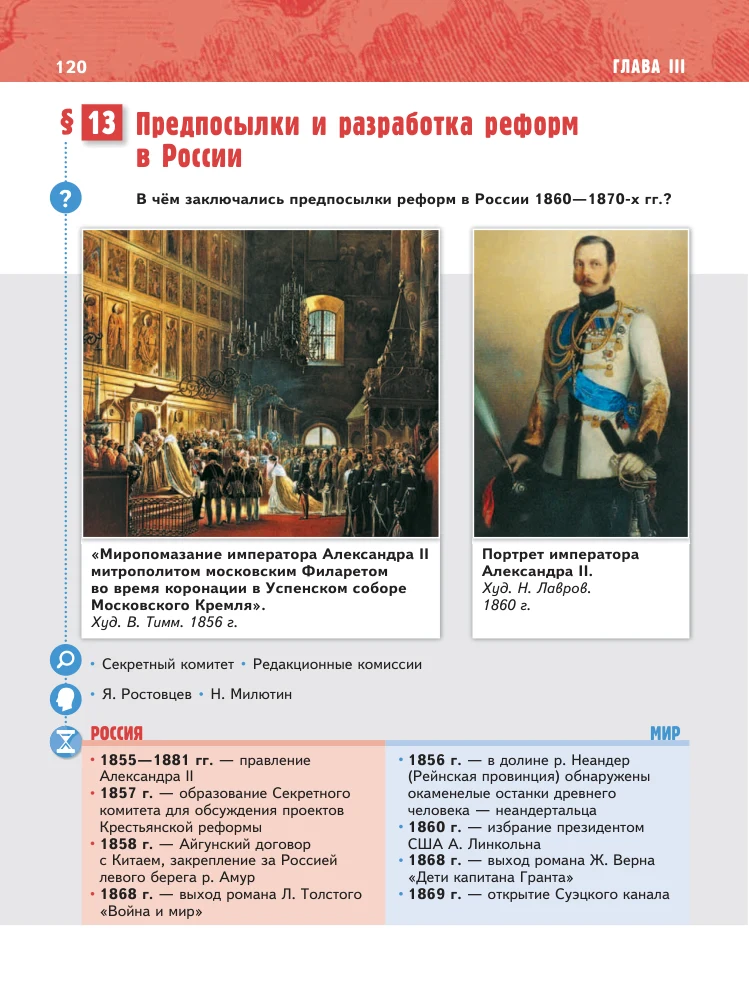 120
ГЛАВА III
§ 13 Предпосылки и разработка реформ
в России
?
В чём заключались предпосылки реформ в России 1860—1870-х гг.?
«Миропомазание императора Александра II
митрополитом московским Филаретом
во время коронации в Успенском соборе
Московского Кремля».
Худ. В. Тимм. 1856 г.
Портрет императора
Александра II.
Худ. Н. Лавров.
1860 г.
• Секретный комитет • Редакционные комиссии
• Я. Ростовцев • Н. Милютин
РОССИЯ
• 1855—1881 гг. — правление
Александра II
• 1857 г. — образование Секретного
комитета для обсуждения проектов
Крестьянской реформы
• 1858 г. — Айгунский договор
с Китаем, закрепление за Россией
левого берега р. Амур
• 1868 г. — выход романа Л. Толстого
«Война и мир»
МИР
• 1856 г. — в долине р. Неандер
(Рейнская провинция) обнаружены
окаменелые останки древнего
человека — неандертальца
• 1860 г. — избрание президентом
США А. Линкольна
• 1868 г. — выход романа Ж. Верна
«Дети капитана Гранта»
• 1869 г. — открытие Суэцкого канала